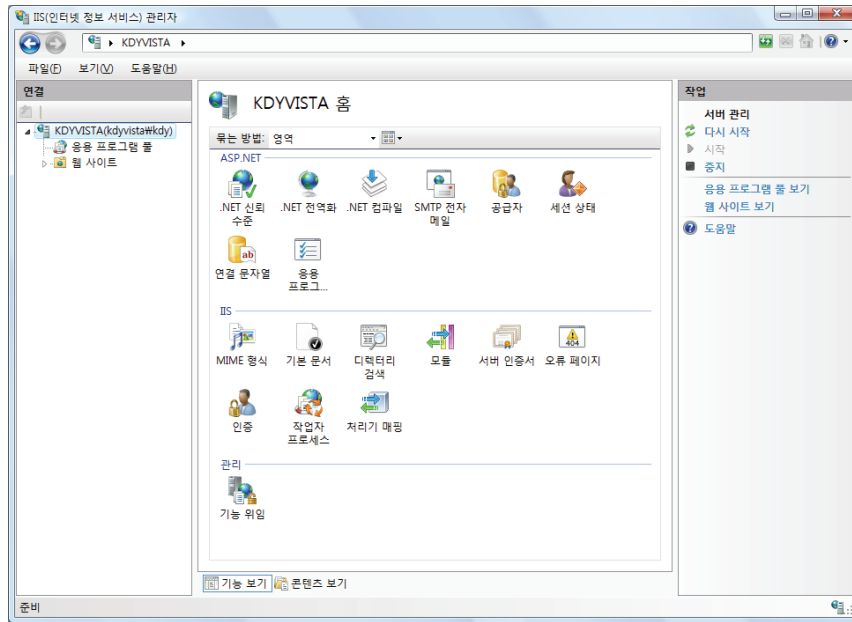 IIS(인터넷 정보 서비스) 관리자
KDYVISTA
파일(F) 보기(V) 도움말(H)
연결
KDYVISTA(kdyvista₩kdy)
응용 프로그램 풀
웹 사이트
KDYVISTA 홈
묶는 방법: 영역
ASP.NET
.NET 신뢰 수준
.NET 전역화
.NET 컴파일
SMTP 전자 메일
공급자
세션 상태
연결 문자열
응용 프로그...
IIS
MIME 형식
기본 문서
디렉터리 검색
모듈
서버 인증서
404
오류 페이지
인증
작업자 프로세스
처리기 매핑
관리
기능 위임
기능 보기
콘텐츠 보기
작업
서버 관리
다시 시작
시작
중지
응용 프로그램 풀 보기
웹 사이트 보기
도움말
준비